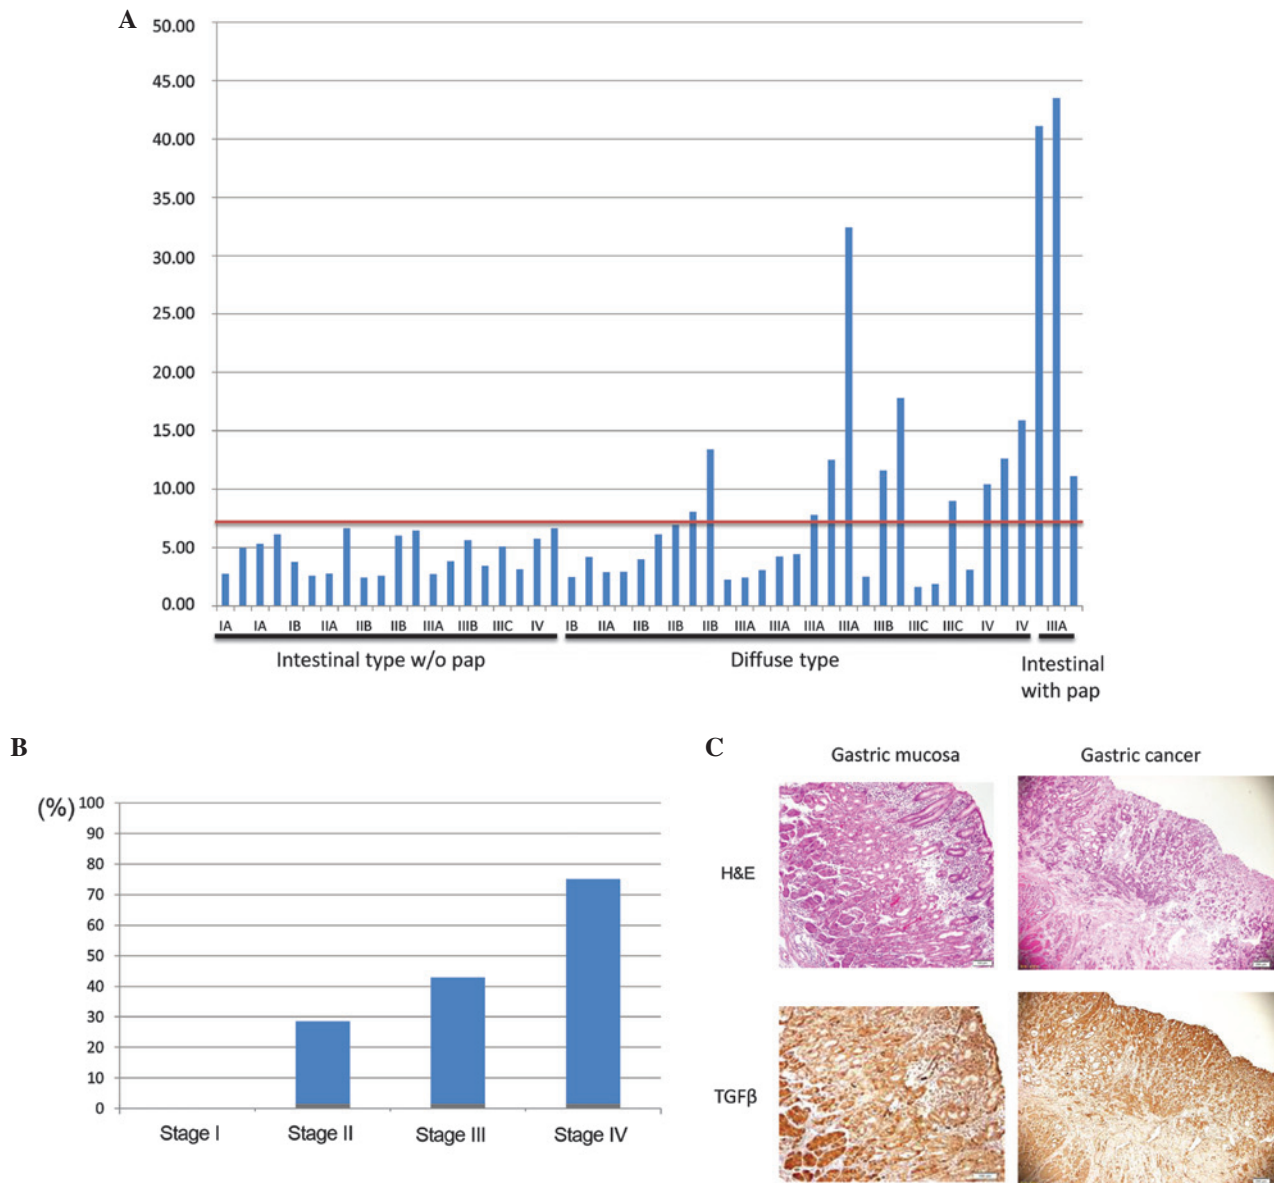 A
50.00
45.00
40.00
35.00
30.00
25.00
20.00
15.00
10.00
5.00
0.00
IA IA IB IIA IIB IIB IIIA IIIB IIIC IV IB IIA IIB IIB IIB IIIA IIIA IIIA IIIA IIIB IIIC IIIC IV IV IIIA
Intestinal type w/o pap Diffuse type Intestinal
with pap
B
(%)
100
90
80
70
60
50
40
30
20
10
0
Stage I Stage II Stage III Stage IV
C
Gastric mucosa Gastric cancer
H&E
TGFβ